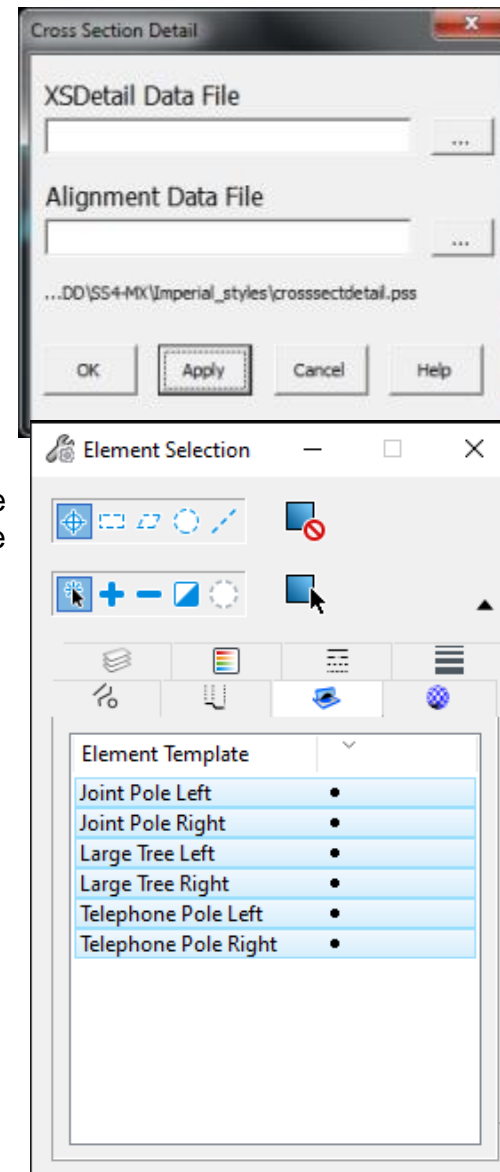 Cross Section Detail
XSDetail Data File
...
Alignment Data File
...
...DD\SS4-MX\Imperial_styles\crosssectdetail.pss
OK Apply Cancel Help
Element Selection
e
e
Element Template
Joint Pole Left
Joint Pole Right
Large Tree Left
Large Tree Right
Telephone Pole Left
Telephone Pole Right